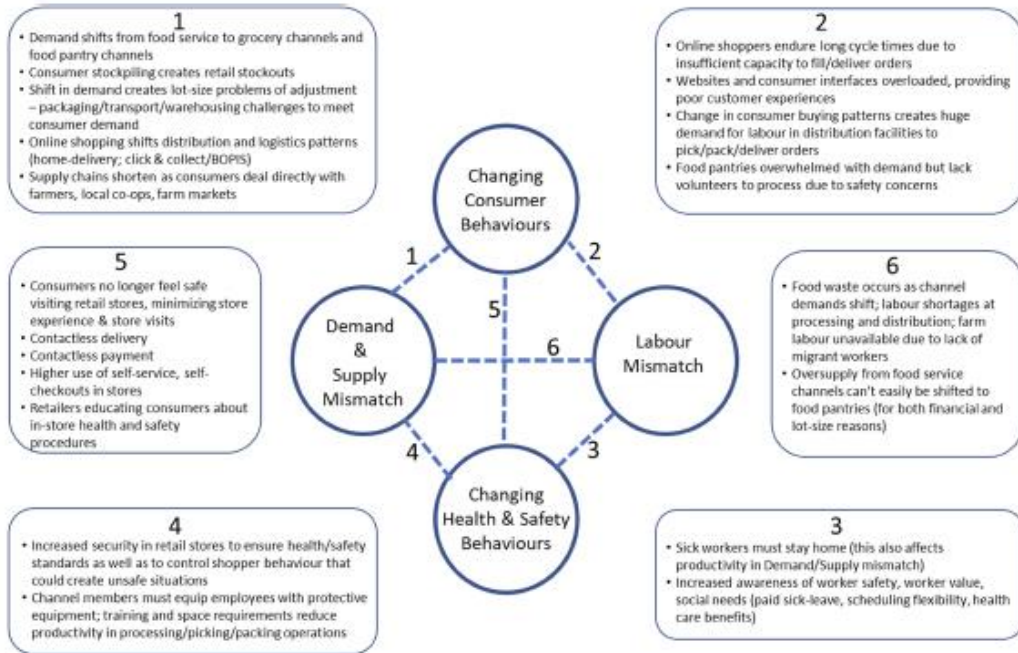 1
• Demand shifts from food service to grocery channels and
food pantry channels
• Consumer stockpiling creates retail stockouts
• Shift in demand creates lot-size problems of adjustment
– packaging/transport/warehousing challenges to meet
consumer demand
• Online shopping shifts distribution and logistics patterns
(home-delivery; click & collect/BOPIS)
• Supply chains shorten as consumers deal directly with
farmers, local co-ops, farm markets
2
• Online shoppers endure long cycle times due to
insufficient capacity to fill/deliver orders
• Websites and consumer interfaces overloaded, providing
poor customer experiences
• Change in consumer buying patterns creates huge
demand for labour in distribution facilities to
pick/pack/deliver orders
• Food pantries overwhelmed with demand but lack
volunteers to process due to safety concerns
Changing
Consumer
Behaviours
1
2
5
• Consumers no longer feel safe
visiting retail stores, minimizing store
experience & store visits
• Contactless delivery
• Contactless payment
• Higher use of self-service, self-
checkouts in stores
• Retailers educating consumers about
in-store health and safety
procedures
Demand
&
Supply
Mismatch
5
6
Labour
Mismatch
6
• Food waste occurs as channel
demands shift; labour shortages at
processing and distribution; farm
labour unavailable due to lack of
migrant workers
• Oversupply from food service
channels can't easily be shifted to
food pantries (for both financial and
lot-size reasons)
4
3
Changing
Health & Safety
Behaviours
4
• Increased security in retail stores to ensure health/safety
standards as well as to control shopper behaviour that
could create unsafe situations
• Channel members must equip employees with protective
equipment; training and space requirements reduce
productivity in processing/picking/packing operations
3
• Sick workers must stay home (this also affects
productivity in Demand/Supply mismatch)
• Increased awareness of worker safety, worker value,
social needs (paid sick-leave, scheduling flexibility, health
care benefits)